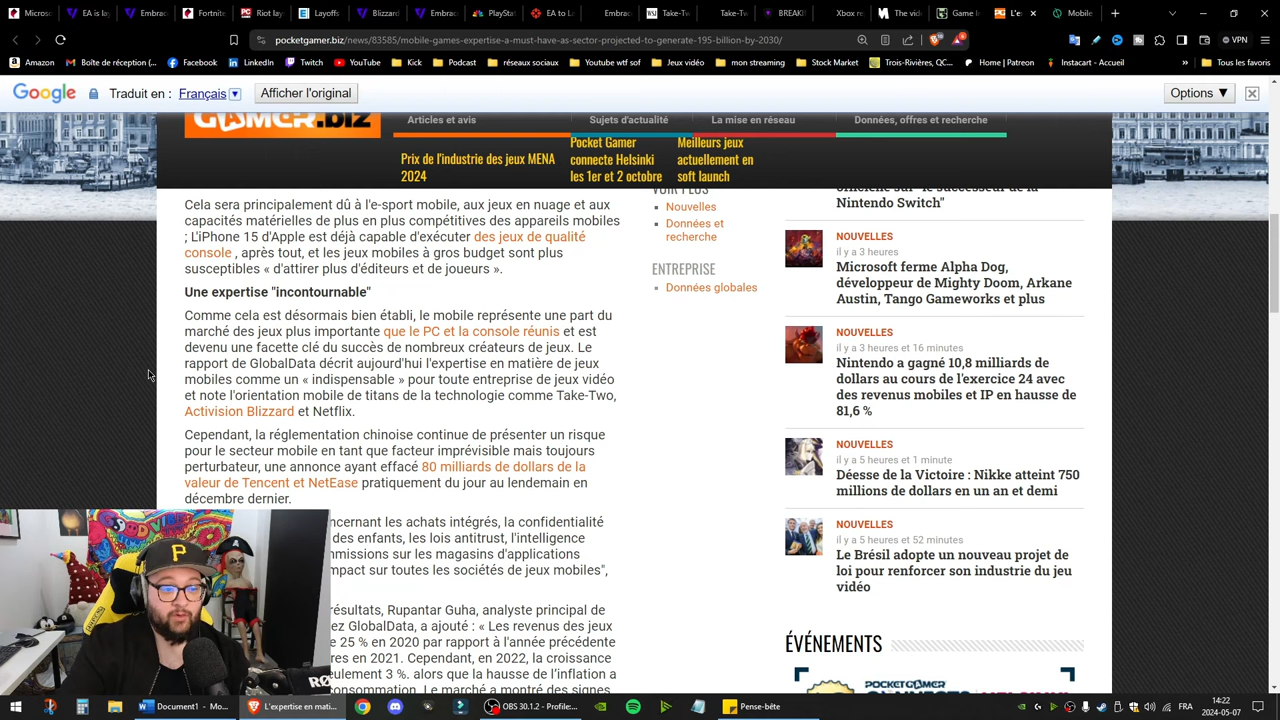 Microsc
EA is lay
Embrac
Fortnite
Riot lay
Layoffs
Blizzard
Embrac
PlaySta
EA to La
Embrac
Take-Tw
Take-Tw
BREAKI
Xbox re
The vid
Game In
L'e:
Mobile
pocketgamer.biz/news/83585/mobile-games-expertise-a-must-have-as-sector-projected-to-generate-195-billion-by-2030/
VPN
Amazon
Boîte de réception (...
Facebook
LinkedIn
Twitch
YouTube
Kick
Podcast
réseaux sociaux
Youtube wtf sof
Jeux vidéo
mon streaming
Stock Market
Trois-Rivières, QC...
Home | Patreon
Instacart - Accueil
»
Tous les favoris
Google
Traduit en :
Français
Afficher l'original
Options ▼
GAMER.biz
Articles et avis
Sujets d'actualité
La mise en réseau
Données, offres et recherche
Prix de l'industrie des jeux MENA
2024
Pocket Gamer
connecte Helsinki
les 1er et 2 octobre
Meilleurs jeux
actuellement en
soft launch
Cela sera principalement dû à l'e-sport mobile, aux jeux en nuage et aux
capacités matérielles de plus en plus compétitives des appareils mobiles
; L'iPhone 15 d'Apple est déjà capable d'exécuter des jeux de qualité
console , après tout, et les jeux mobiles à gros budget sont plus
susceptibles « d'attirer plus d'éditeurs et de joueurs ».
Une expertise "incontournable"
Comme cela est désormais bien établi, le mobile représente une part du
marché des jeux plus importante que le PC et la console réunis et est
devenu une facette clé du succès de nombreux créateurs de jeux. Le
rapport de GlobalData décrit aujourd'hui l'expertise en matière de jeux
mobiles comme un « indispensable » pour toute entreprise de jeux vidéo
et note l'orientation mobile de titans de la technologie comme Take-Two,
Activision Blizzard et Netflix.
Cependant, la réglementation chinoise continue de présenter un risque
pour le secteur mobile en tant que facteur imprévisible mais toujours
perturbateur, une annonce ayant effacé 80 milliards de dollars de la
valeur de Tencent et NetEase pratiquement du jour au lendemain en
décembre dernier.
ncernant les achats intégrés, la confidentialité
des enfants, les lois antitrust, l'intelligence
mmissions sur les magasins d'applications
mpact sur toutes les sociétés de jeux mobiles",
résultats, Rupantar Guha, analyste principal de
ez GlobalData, a ajouté : « Les revenus des jeux
e 25 % en 2020 par rapport à l'année précédente
res en 2021. Cependant, en 2022, la croissance
eulement 3 %. alors que la hausse de l'inflation a
onsommation. Le marché a montré des signes
VOIR PLUS
Nouvelles
Données et
recherche
ENTREPRISE
Données globales
officielle sur "le successeur de la
Nintendo Switch"
NOUVELLES
il y a 3 heures
Microsoft ferme Alpha Dog,
développeur de Mighty Doom, Arkane
Austin, Tango Gameworks et plus
NOUVELLES
il y a 3 heures et 16 minutes
Nintendo a gagné 10,8 milliards de
dollars au cours de l'exercice 24 avec
des revenus mobiles et IP en hausse de
81,6 %
NOUVELLES
il y a 5 heures et 1 minute
Déesse de la Victoire : Nikke atteint 750
millions de dollars en un an et demi
NOUVELLES
il y a 5 heures et 52 minutes
Le Brésil adopte un nouveau projet de
loi pour renforcer son industrie du jeu
vidéo
ÉVÉNEMENTS
POCKETGAMER
P
A
Document1 - Mo...
L'expertise en mati...
OBS 30.1.2 - Profile:...
Pense-bête
FRA
14:22
2024-05-07